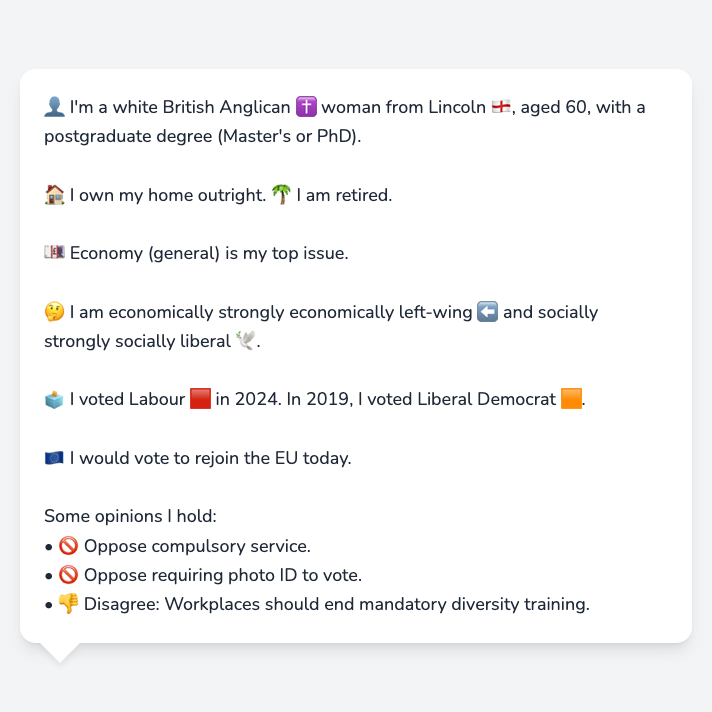 👤 I'm a white British Anglican ✝️ woman from Lincoln 🏴󠁧󠁢󠁥󠁮󠁧󠁿, aged 60, with a
postgraduate degree (Master's or PhD).
🏠 I own my home outright. 🌴 I am retired.
💷 Economy (general) is my top issue.
🤔 I am economically strongly economically left-wing ⬅️ and socially
strongly socially liberal 🕊️.
🗳️ I voted Labour 🟥 in 2024. In 2019, I voted Liberal Democrat 🟧.
🇪🇺 I would vote to rejoin the EU today.
Some opinions I hold:
• 🚫 Oppose compulsory service.
• 🚫 Oppose requiring photo ID to vote.
• 👎 Disagree: Workplaces should end mandatory diversity training.